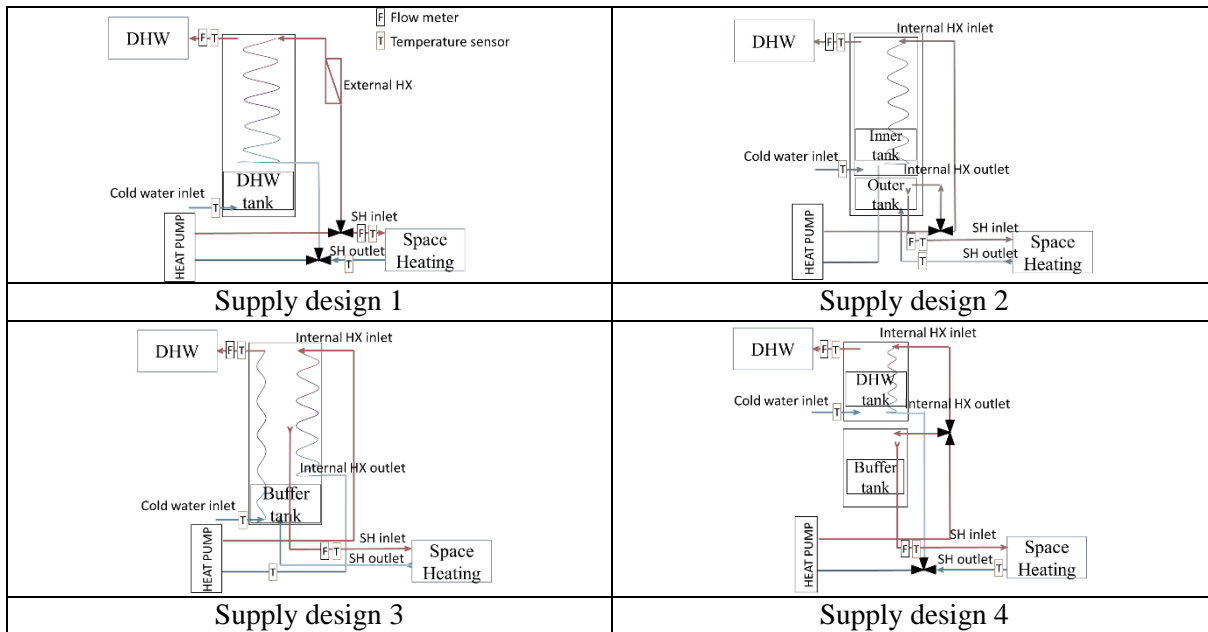 F Flow meter
T Temperature sensor
DHW
F T
External HX
Cold water inlet
T
DHW
tank
SH inlet
F T
SH outlet
T
HEAT PUMP
Space
Heating
Supply design 1
Internal HX inlet
DHW
F T
Inner
tank
Cold water inlet
T
Internal HX outlet
Outer
tank
HEAT PUMP
F T
SH inlet
T
SH outlet
Space
Heating
Supply design 2
Internal HX inlet
DHW
F T
Internal HX outlet
Buffer
tank
Cold water inlet
T
HEAT PUMP
SH inlet
F T
SH outlet
T
Space
Heating
Supply design 3
Internal HX inlet
DHW
F T
DHW
tank
Cold water inlet
T
Internal HX outlet
Buffer
tank
HEAT PUMP
SH inlet
F T
SH outlet
T
Space
Heating
Supply design 4